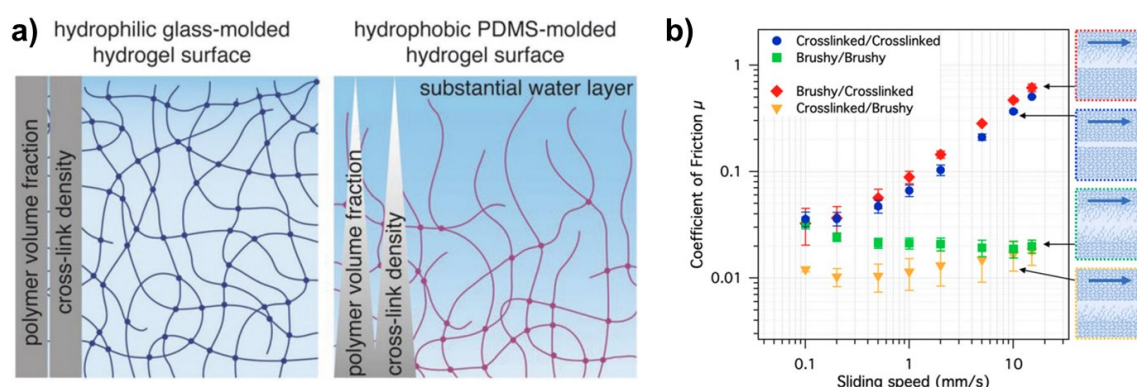 a)
hydrophilic glass-molded
hydrogel surface
polymer volume fraction
cross-link density
hydrophobic PDMS-molded
hydrogel surface
substantial water layer
polymer volume fraction
cross-link density
b)
Crosslinked/Crosslinked
Brushy/Brushy
Brushy/Crosslinked
Crosslinked/Brushy
Coefficient of Friction μ
1
0.1
0.01
0.1
1
10
Sliding speed (mm/s)